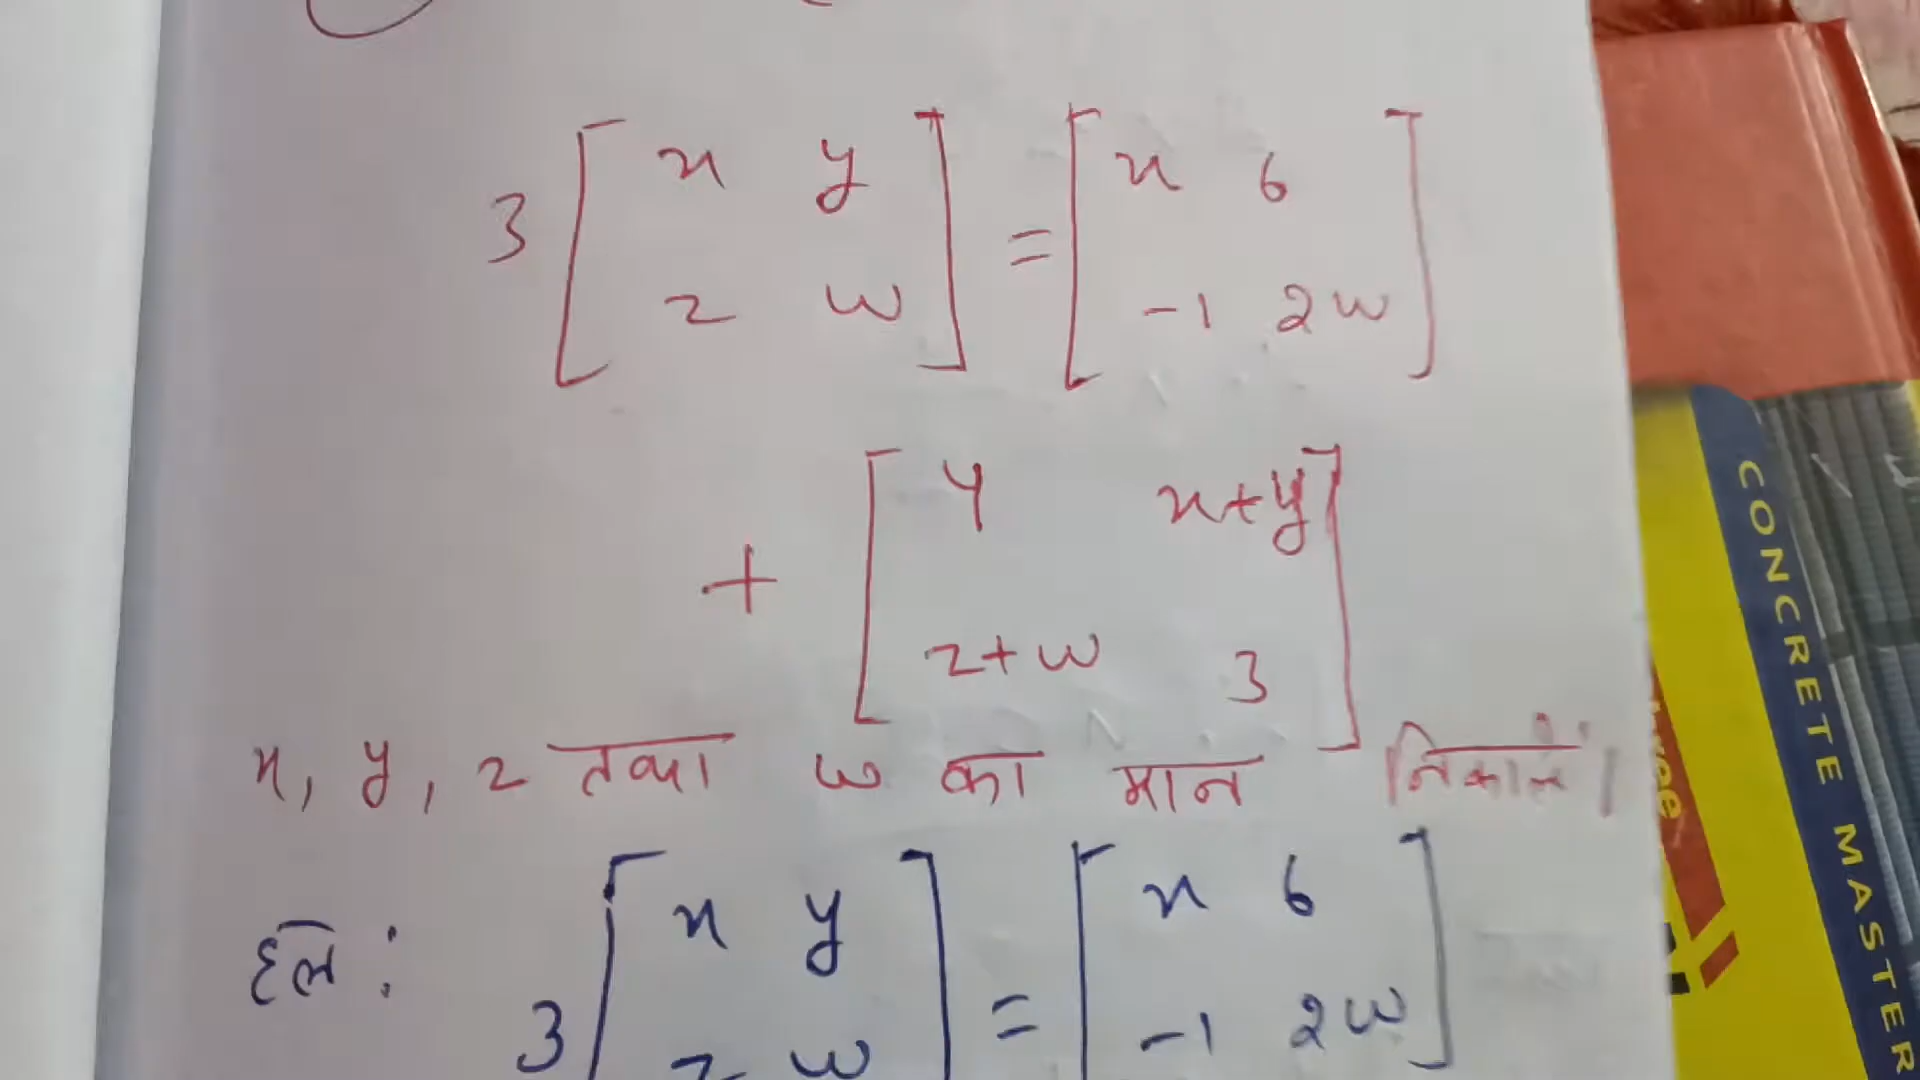 3 [ x y ] = [ x 6 ]
[ z w ] [ -1 2w ]
+ [ 4 x+y ]
[ z+w 3 ]
x, y, z तथा w का मान निकालें।
हल : 3 [ x y ] = [ x 6 ]
[ z w ] [ -1 2w ]
CONCRETE MASTER